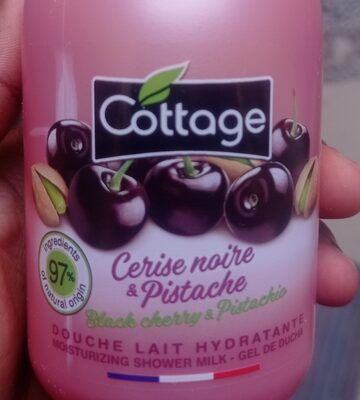 Cottage
Cerise noire
& Pistache
Black cherry & Pistachio
ingredients
97%
of natural origin
DOUCHE LAIT HYDRATANTE
MOISTURIZING SHOWER MILK - GEL DE DUCHA